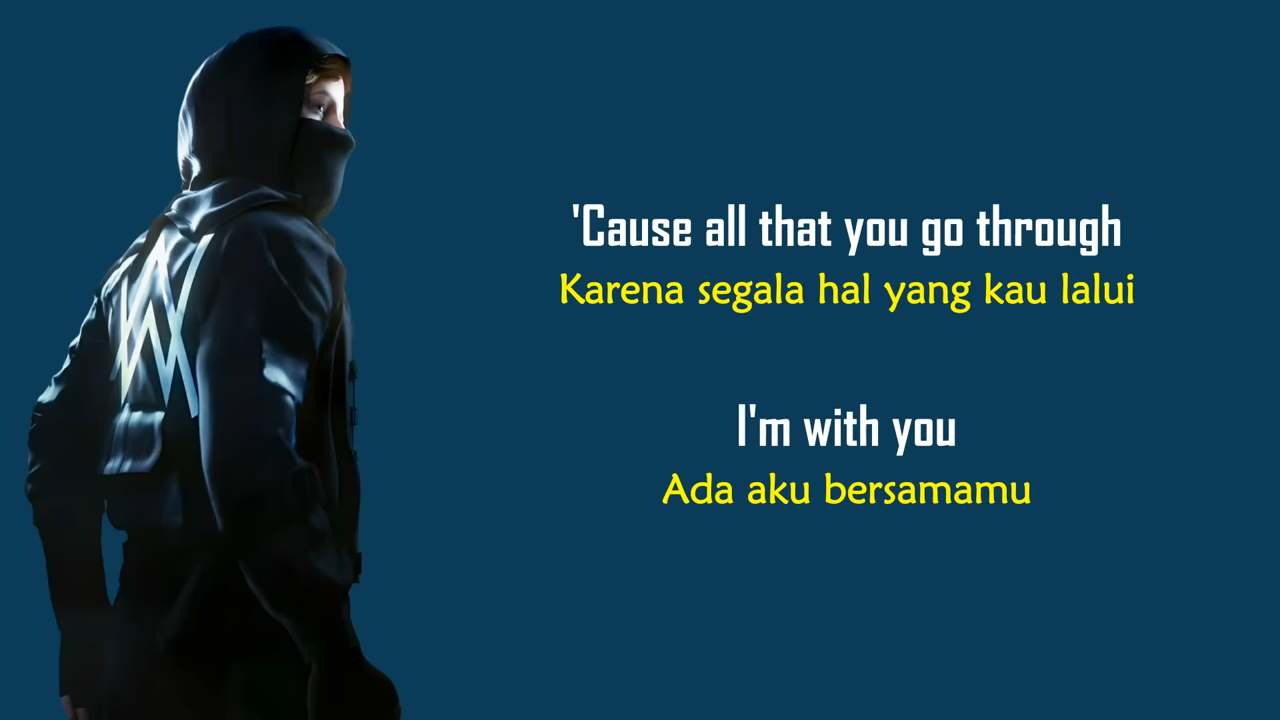 'Cause all that you go through
Karena segala hal yang kau lalui
I'm with you
Ada aku bersamamu